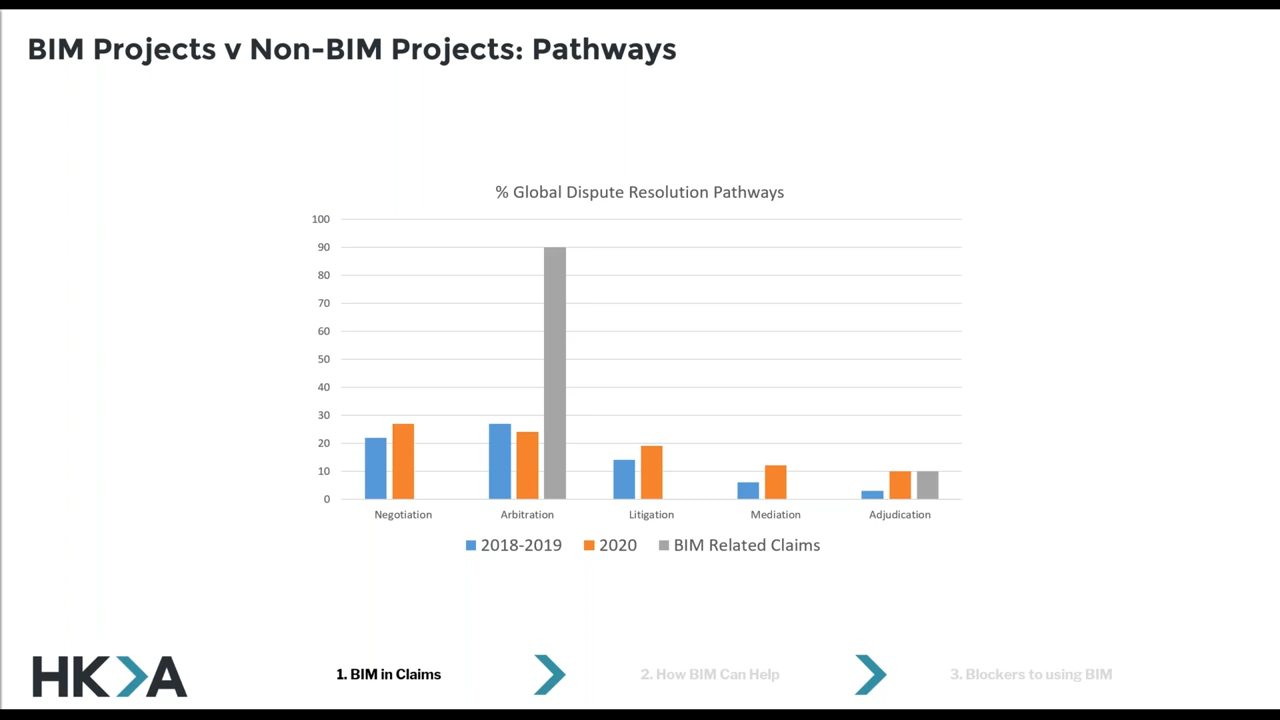 BIM Projects v Non-BIM Projects: Pathways
% Global Dispute Resolution Pathways
100
90
80
70
60
50
40
30
20
10
0
Negotiation Arbitration Litigation Mediation Adjudication
2018-2019 2020 BIM Related Claims
HKA 1. BIM in Claims 2. How BIM Can Help 3. Blockers to using BIM